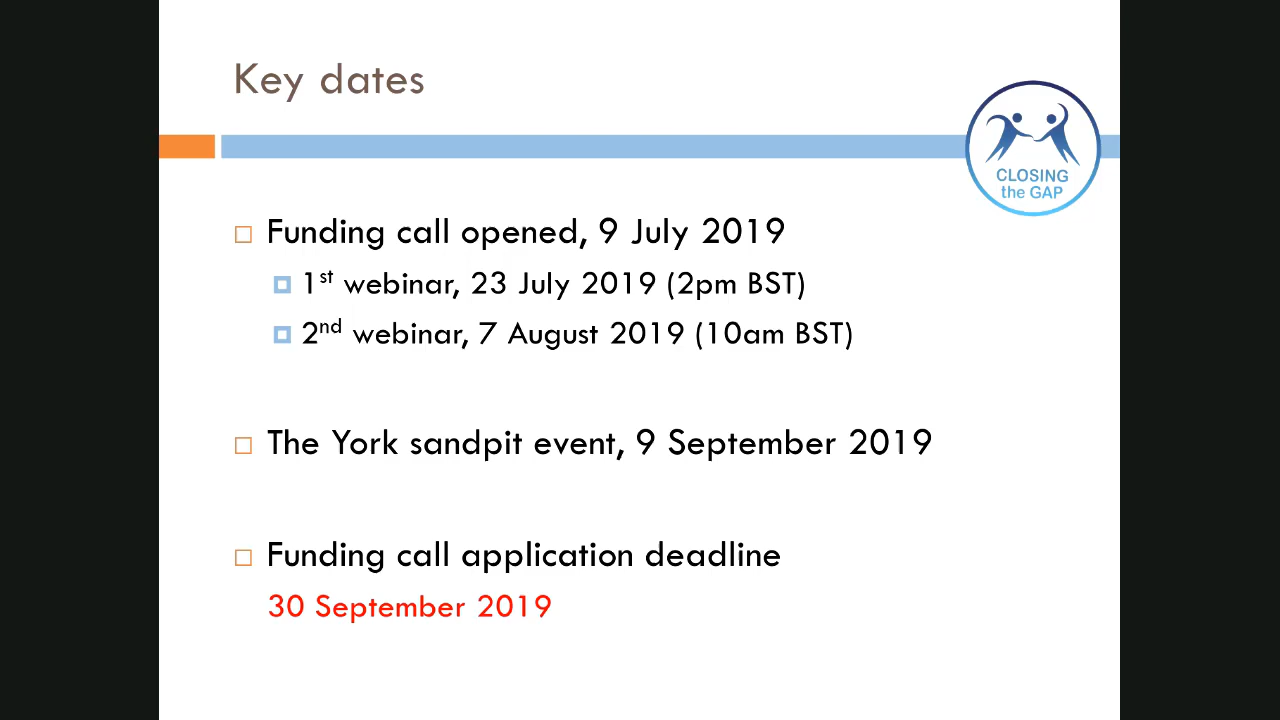 Key dates
CLOSING
the GAP
Funding call opened, 9 July 2019
1st webinar, 23 July 2019 (2pm BST)
2nd webinar, 7 August 2019 (10am BST)
The York sandpit event, 9 September 2019
Funding call application deadline
30 September 2019